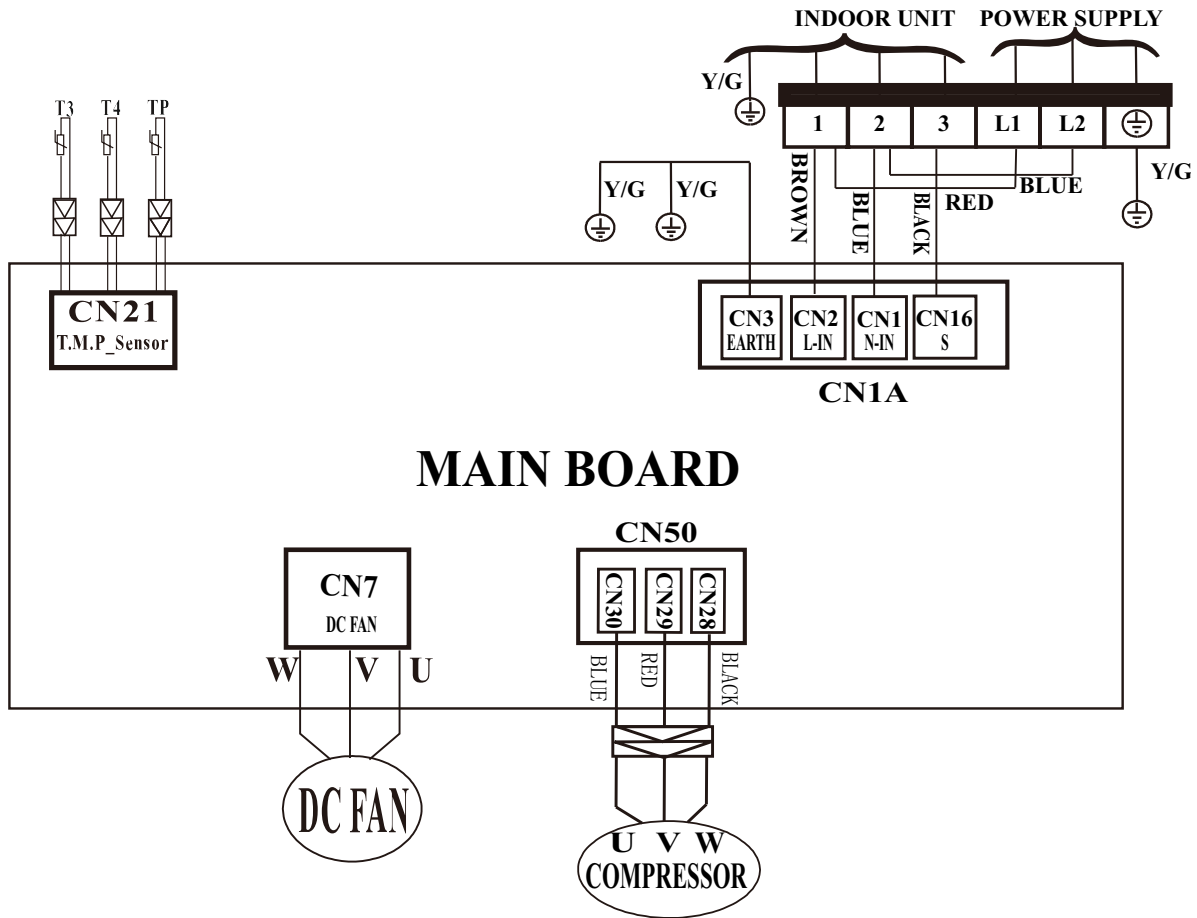 INDOOR UNIT POWER SUPPLY
Y/G
T3 T4 TP
1 2 3 L1 L2
Y/G
BROWN
BLUE
BLACK
RED
BLUE
Y/G Y/G
CN21
T.M.P_Sensor
CN3 CN2 CN1 CN16
EARTH L-IN N-IN S
CN1A
MAIN BOARD
CN50
CN7
DC FAN
CN30
CN29
CN28
W V U
BLUE
RED
BLACK
DC FAN
U V W
COMPRESSOR